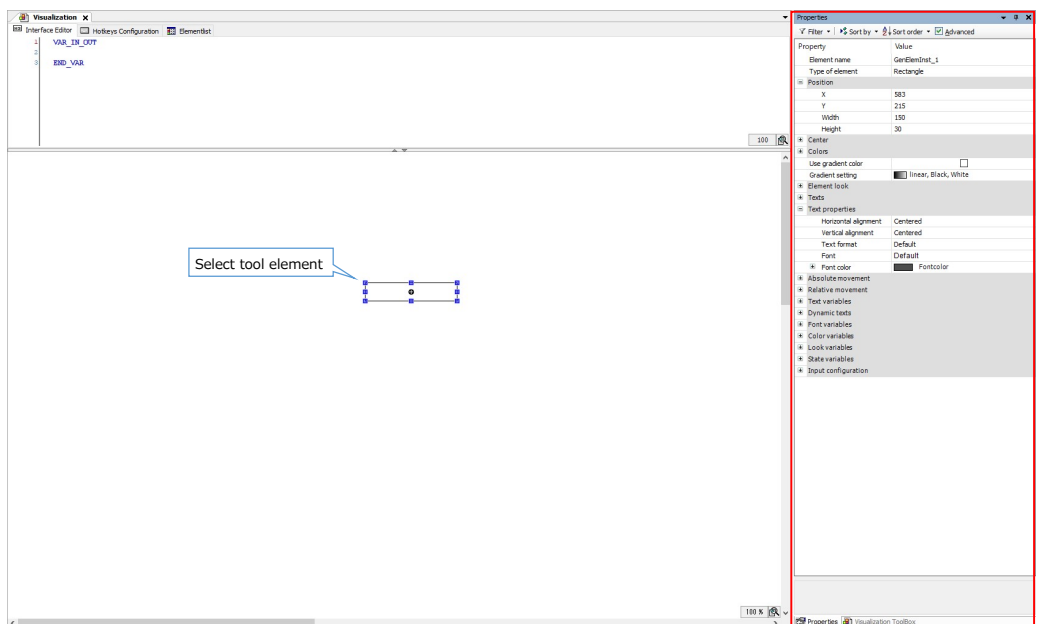 Visualization
Interface Editor Hotkeys Configuration Elementlist
1 VAR_IN_OUT
2
3 END_VAR
100
Select tool element
100 %
Properties
Filter Sort by Sort order Advanced
Property Value
Element name GenElemInst_1
Type of element Rectangle
Position
X 583
Y 215
Width 150
Height 30
Center
Colors
Use gradient color
Gradient setting linear, Black, White
Element look
Texts
Text properties
Horizontal alignment Centered
Vertical alignment Centered
Text format Default
Font Default
Font color Fontcolor
Absolute movement
Relative movement
Text variables
Dynamic texts
Font variables
Color variables
Look variables
State variables
Input configuration
Properties Visualization ToolBox